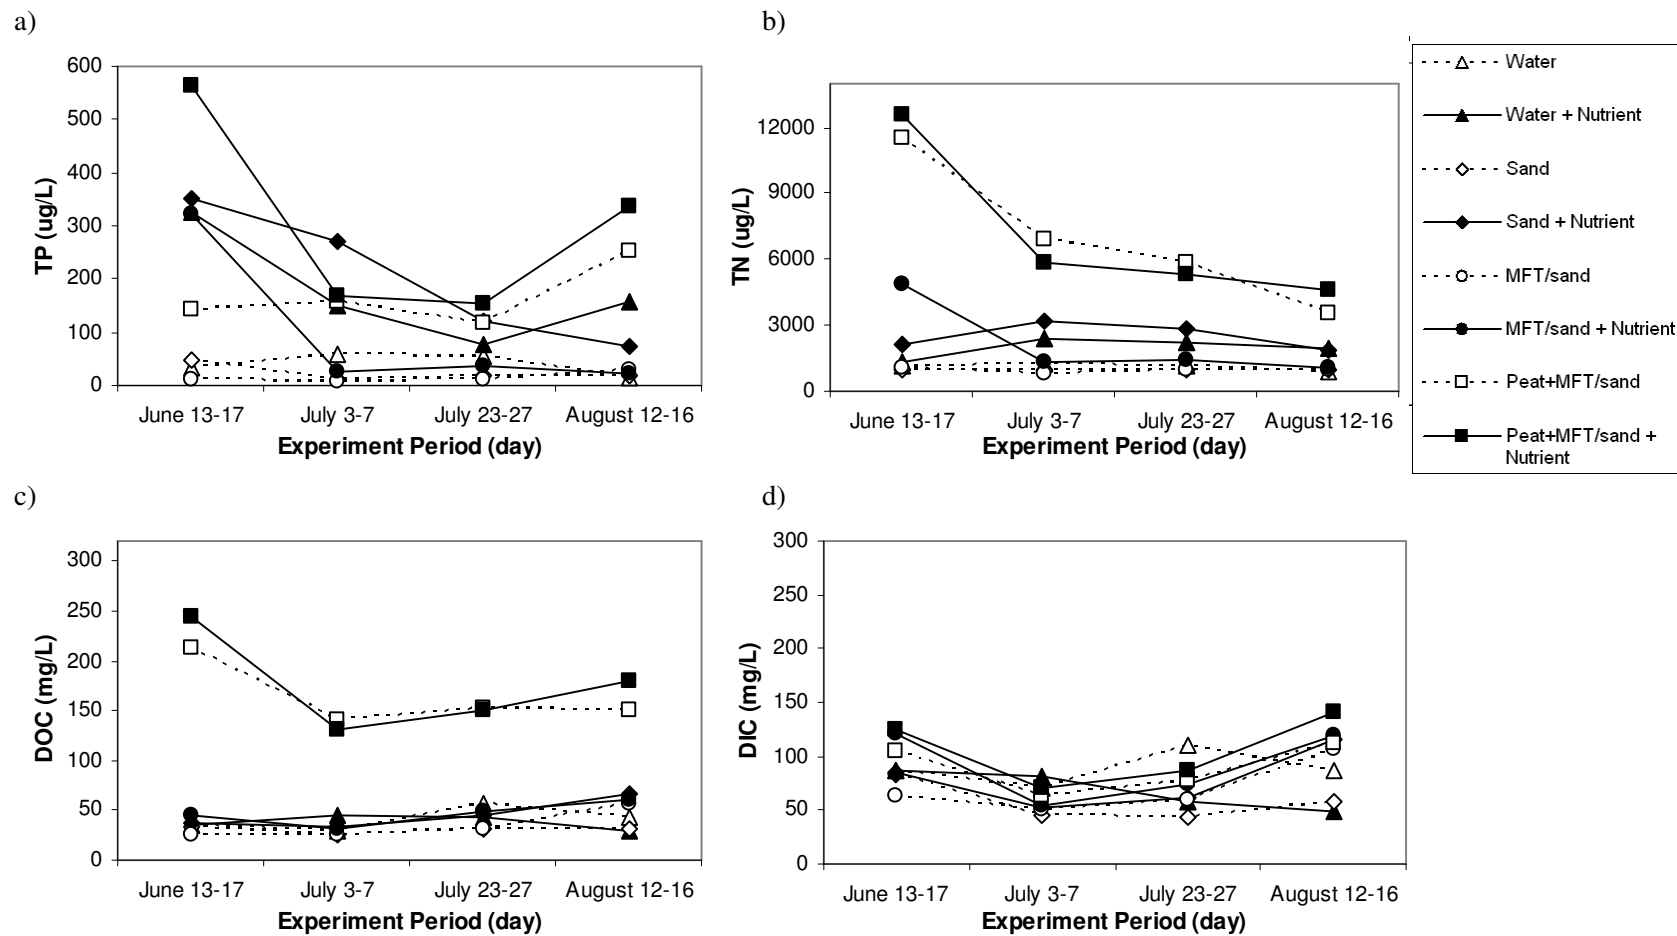 a)
TP (ug/L)
600
500
400
300
200
100
0
June 13-17 July 3-7 July 23-27 August 12-16
Experiment Period (day)
b)
TN (ug/L)
12000
9000
6000
3000
0
June 13-17 July 3-7 July 23-27 August 12-16
Experiment Period (day)
Water
Water + Nutrient
Sand
Sand + Nutrient
MFT/sand
MFT/sand + Nutrient
Peat+MFT/sand
Peat+MFT/sand +
Nutrient
c)
DOC (mg/L)
300
250
200
150
100
50
0
June 13-17 July 3-7 July 23-27 August 12-16
Experiment Period (day)
d)
DIC (mg/L)
300
250
200
150
100
50
0
June 13-17 July 3-7 July 23-27 August 12-16
Experiment Period (day)